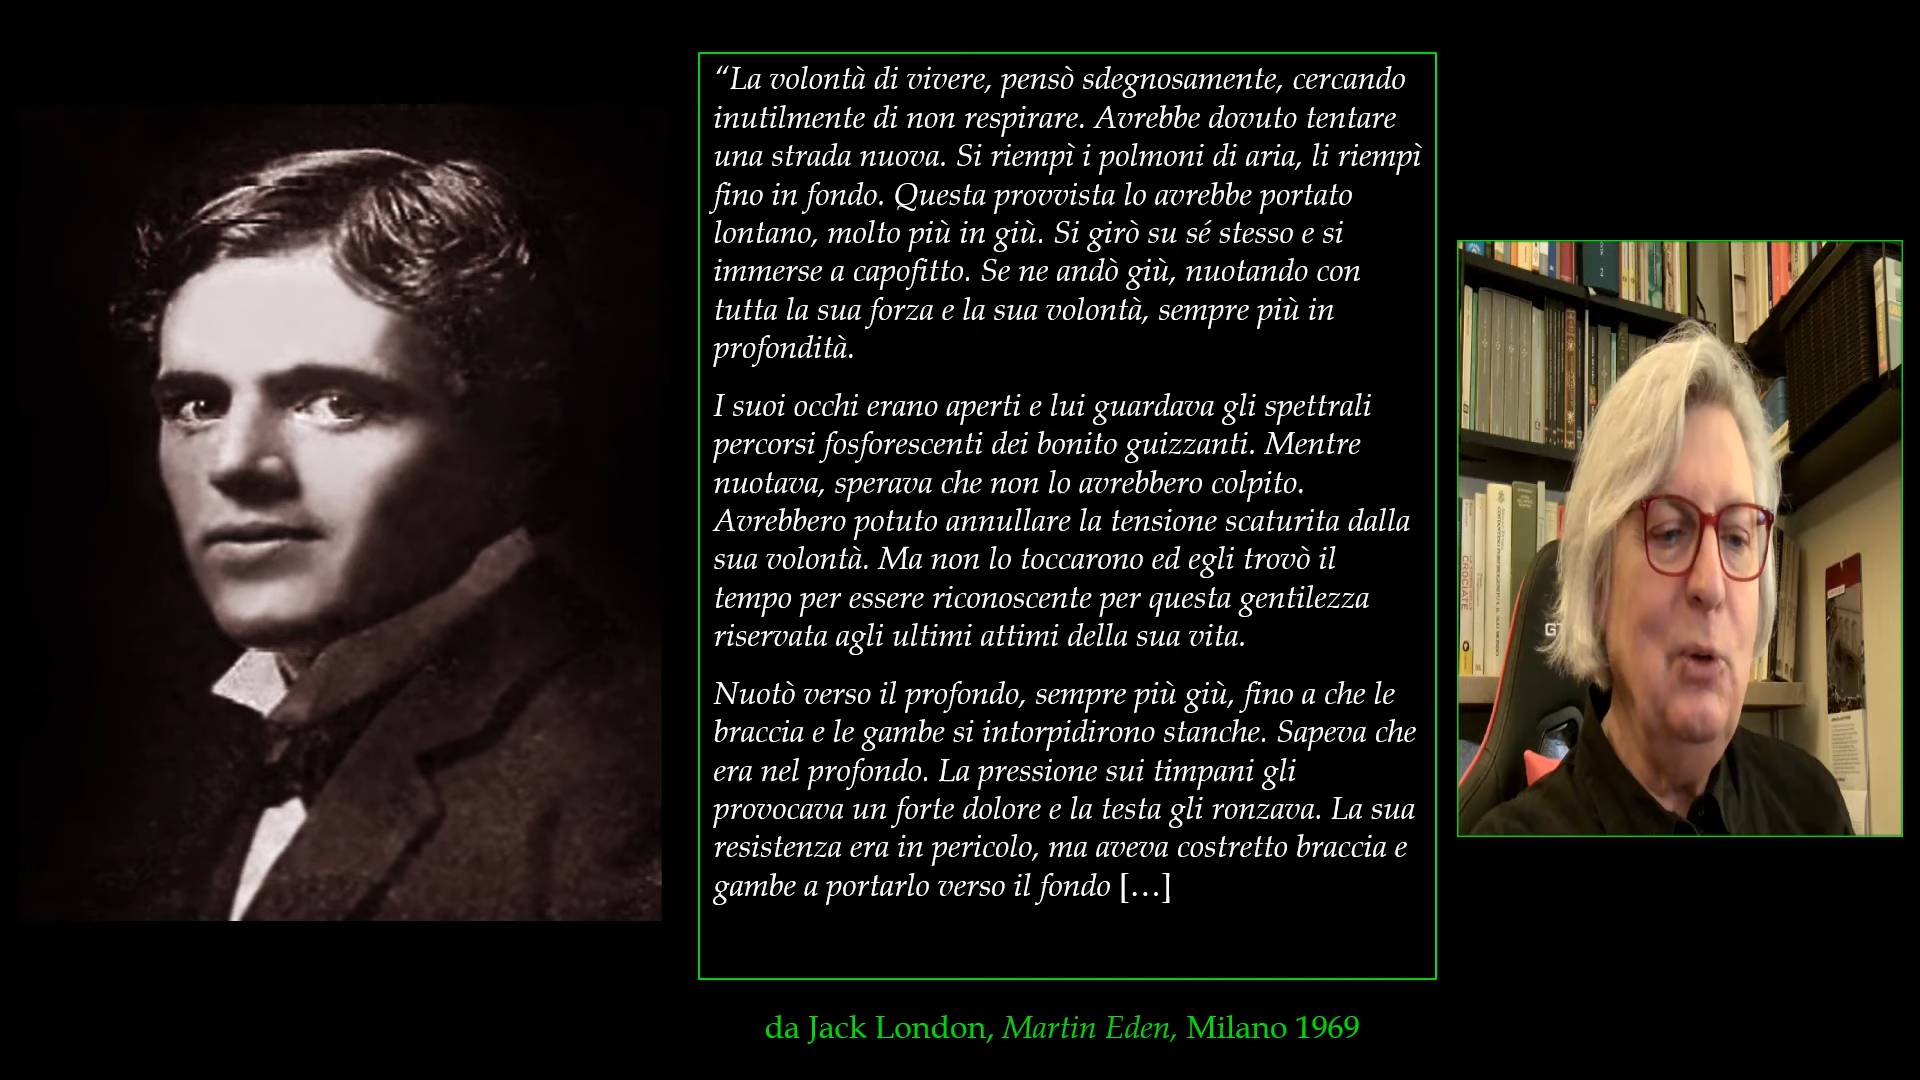 “La volontà di vivere, pensò sdegnosamente, cercando
inutilmente di non respirare. Avrebbe dovuto tentare
una strada nuova. Si riempì i polmoni di aria, li riempì
fino in fondo. Questa provvista lo avrebbe portato
lontano, molto più in giù. Si girò su sé stesso e si
immerse a capofitto. Se ne andò giù, nuotando con
tutta la sua forza e la sua volontà, sempre più in
profondità.
I suoi occhi erano aperti e lui guardava gli spettrali
percorsi fosforescenti dei bonito guizzanti. Mentre
nuotava, sperava che non lo avrebbero colpito.
Avrebbero potuto annullare la tensione scaturita dalla
sua volontà. Ma non lo toccarono ed egli trovò il
tempo per essere riconoscente per questa gentilezza
riservata agli ultimi attimi della sua vita.
Nuotò verso il profondo, sempre più giù, fino a che le
braccia e le gambe si intorpidirono stanche. Sapeva che
era nel profondo. La pressione sui timpani gli
provocava un forte dolore e la testa gli ronzava. La sua
resistenza era in pericolo, ma aveva costretto braccia e
gambe a portarlo verso il fondo […]
da Jack London, Martin Eden, Milano 1969
CROCIATE